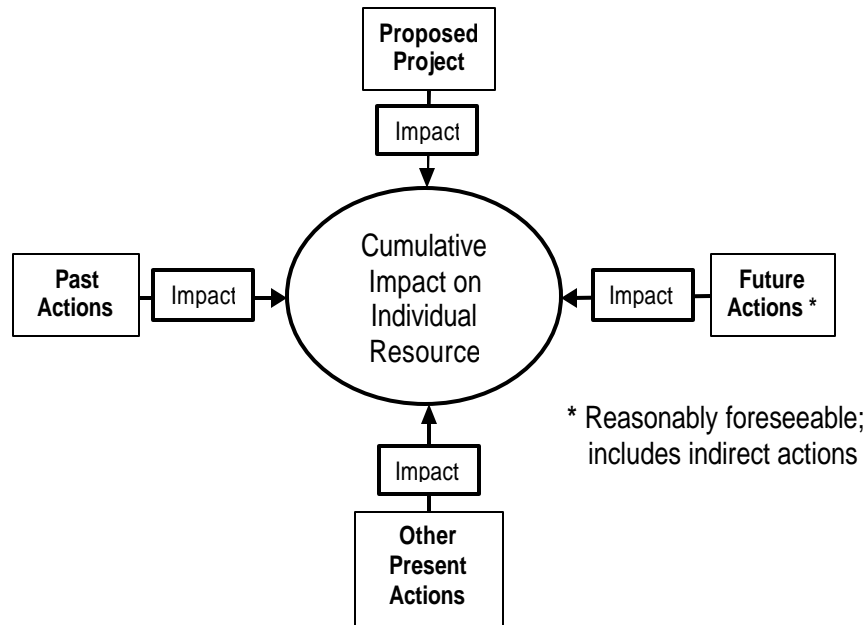 Proposed
Project
Impact
Past
Actions
Impact
Cumulative
Impact on
Individual
Resource
Impact
Future
Actions *
* Reasonably foreseeable;
includes indirect actions
Impact
Other
Present
Actions